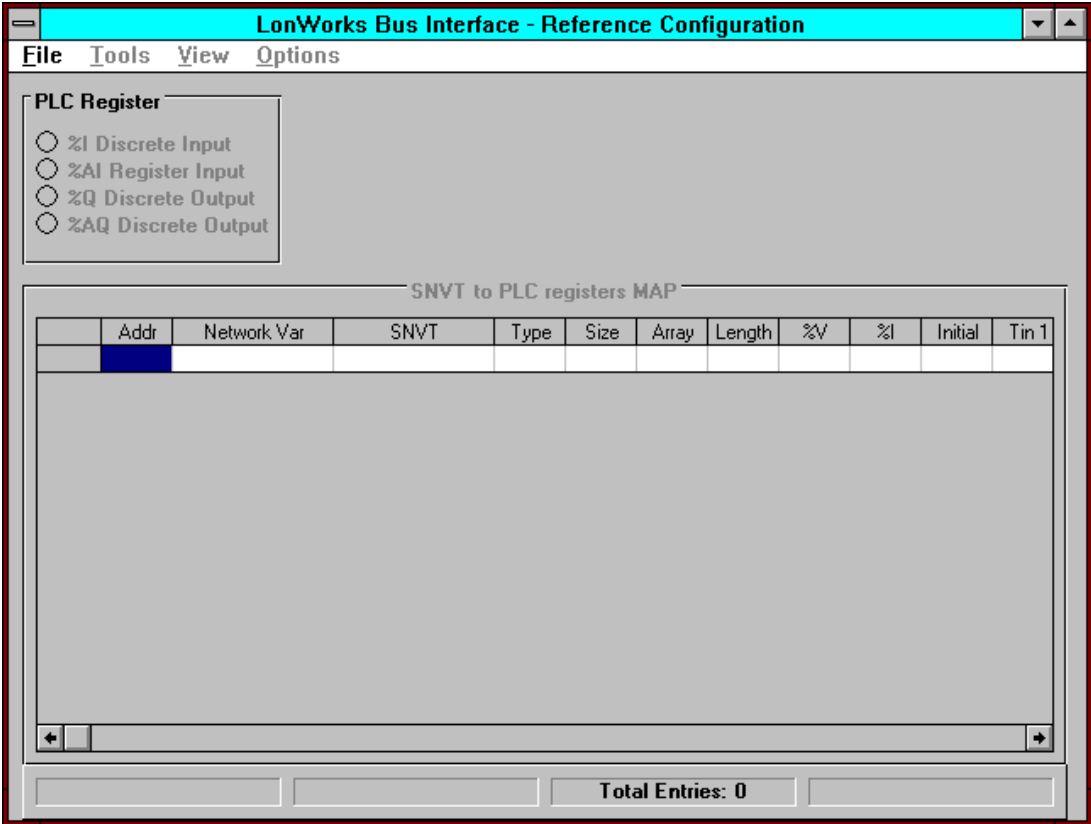 LonWorks Bus Interface - Reference Configuration
File Tools View Options
PLC Register
%I Discrete Input
%AI Register Input
%Q Discrete Output
%AQ Discrete Output
SNVT to PLC registers MAP
Addr Network Var SNVT Type Size Array Length %V %I Initial Tin 1
Total Entries: 0